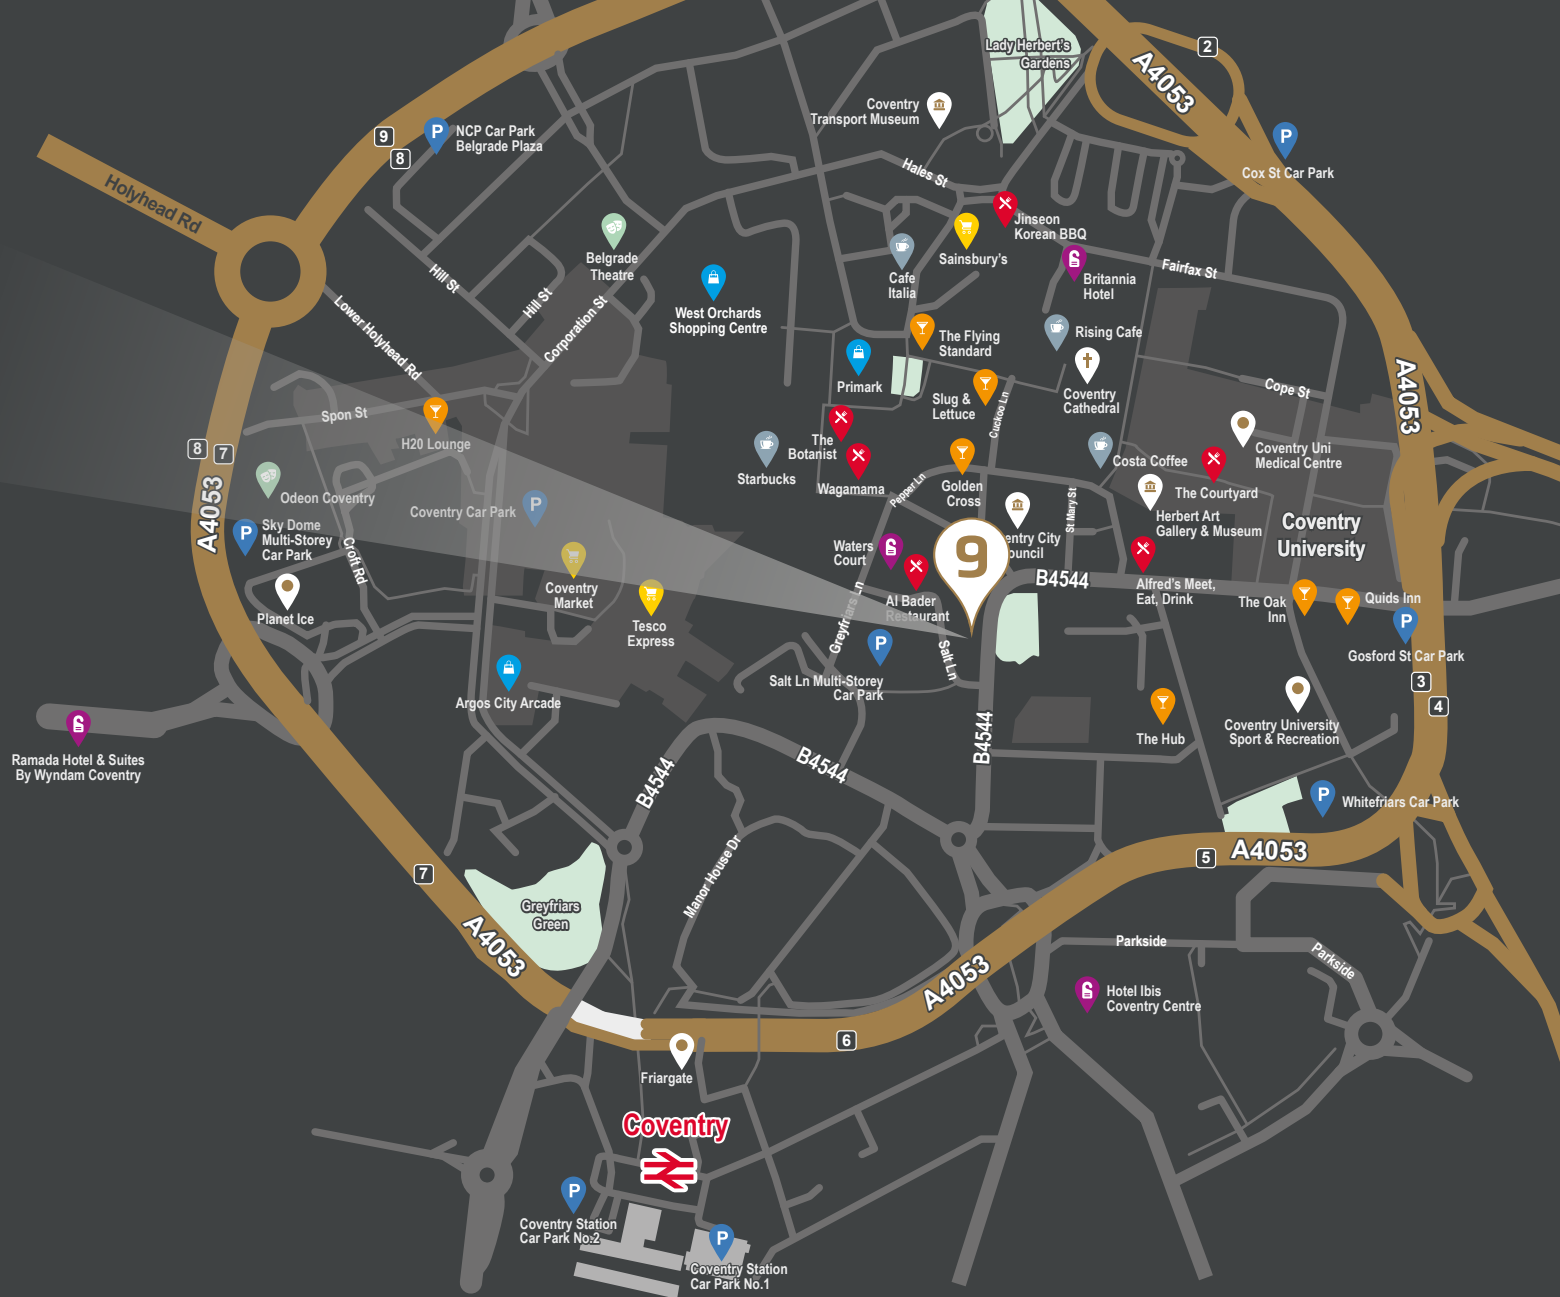 2
Lady Herbert's
Gardens
A4053
Coventry
Transport Museum
NCP Car Park
Belgrade Plaza
9
8
Cox St Car Park
Hales St
Holyhead Rd
Jinseon
Korean BBQ
Belgrade
Theatre
Sainsbury's
Cafe
Italia
Britannia
Hotel
Fairfax St
Hill St
Hill St
Lower Holyhead Rd
Corporation St
West Orchards
Shopping Centre
The Flying
Standard
Rising Cafe
Primark
Slug &
Lettuce
Cuckoo Ln
Coventry
Cathedral
Cope St
A4053
Spon St
H20 Lounge
The
Botanist
Starbucks
Wagamama
Golden
Cross
Costa Coffee
Coventry Uni
Medical Centre
The Courtyard
8
7
A4053
Odeon Coventry
Coventry Car Park
P
Pepper Ln
St Mary St
Herbert Art
Gallery & Museum
Coventry
University
P
Sky Dome
Multi-Storey
Car Park
Croft Rd
Planet Ice
Coventry
Market
Tesco
Express
Waters
Court
Al Bader
Restaurant
9
entry City
ouncil
B4544
Alfred's Meet,
Eat, Drink
The Oak
Inn
Quids Inn
P
Gosford St Car Park
Greyfriars Ln
Salt Ln
P
Salt Ln Multi-Storey
Car Park
Argos City Arcade
3
4
The Hub
Coventry University
Sport & Recreation
Ramada Hotel & Suites
By Wyndam Coventry
B4544
B4544
B4544
P
Whitefriars Car Park
7
5
A4053
Manor House Dr
Greyfriars
Green
A4053
A4053
Parkside
Parkside
Hotel Ibis
Coventry Centre
6
Friargate
Coventry
P
Coventry Station
Car Park No.2
P
Coventry Station
Car Park No.1
P
P